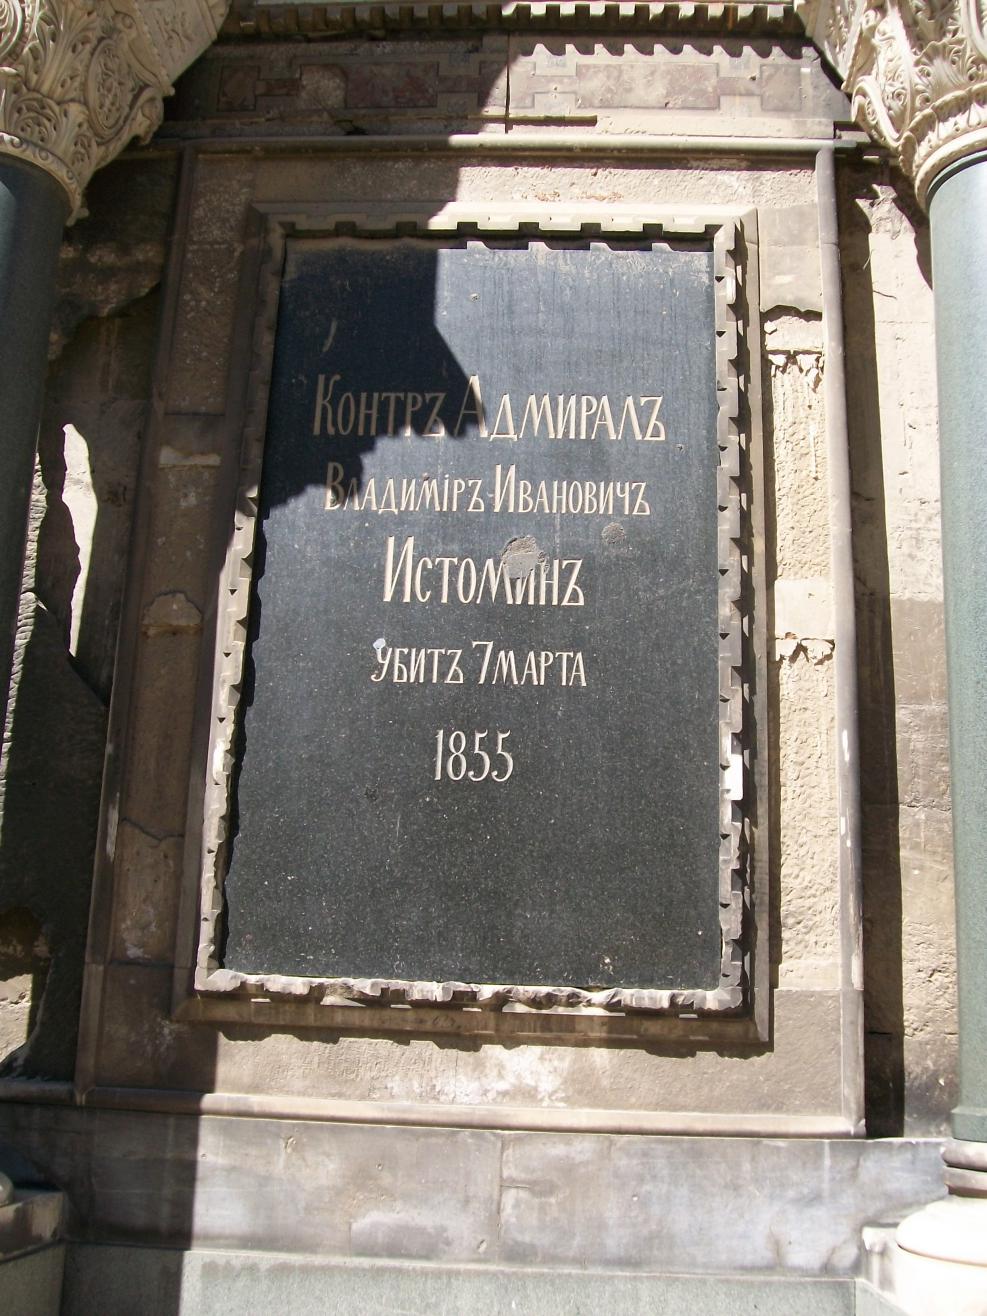 Контръ Адмиралъ
Владимiръ Ивановичъ
Истоминъ
убитъ 7 марта
1855